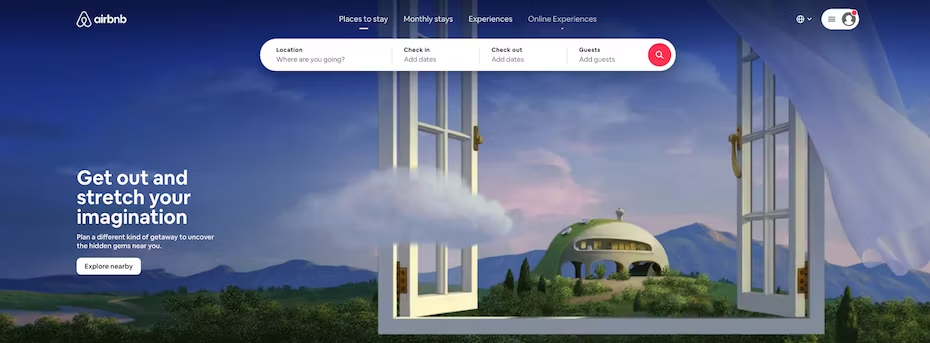 airbnb
Places to stay
Monthly stays
Experiences
Online Experiences
Location
Where are you going?
Check in
Add dates
Check out
Add dates
Guests
Add guests
Get out and
stretch your
imagination
Plan a different kind of getaway to uncover
the hidden gems near you.
Explore nearby